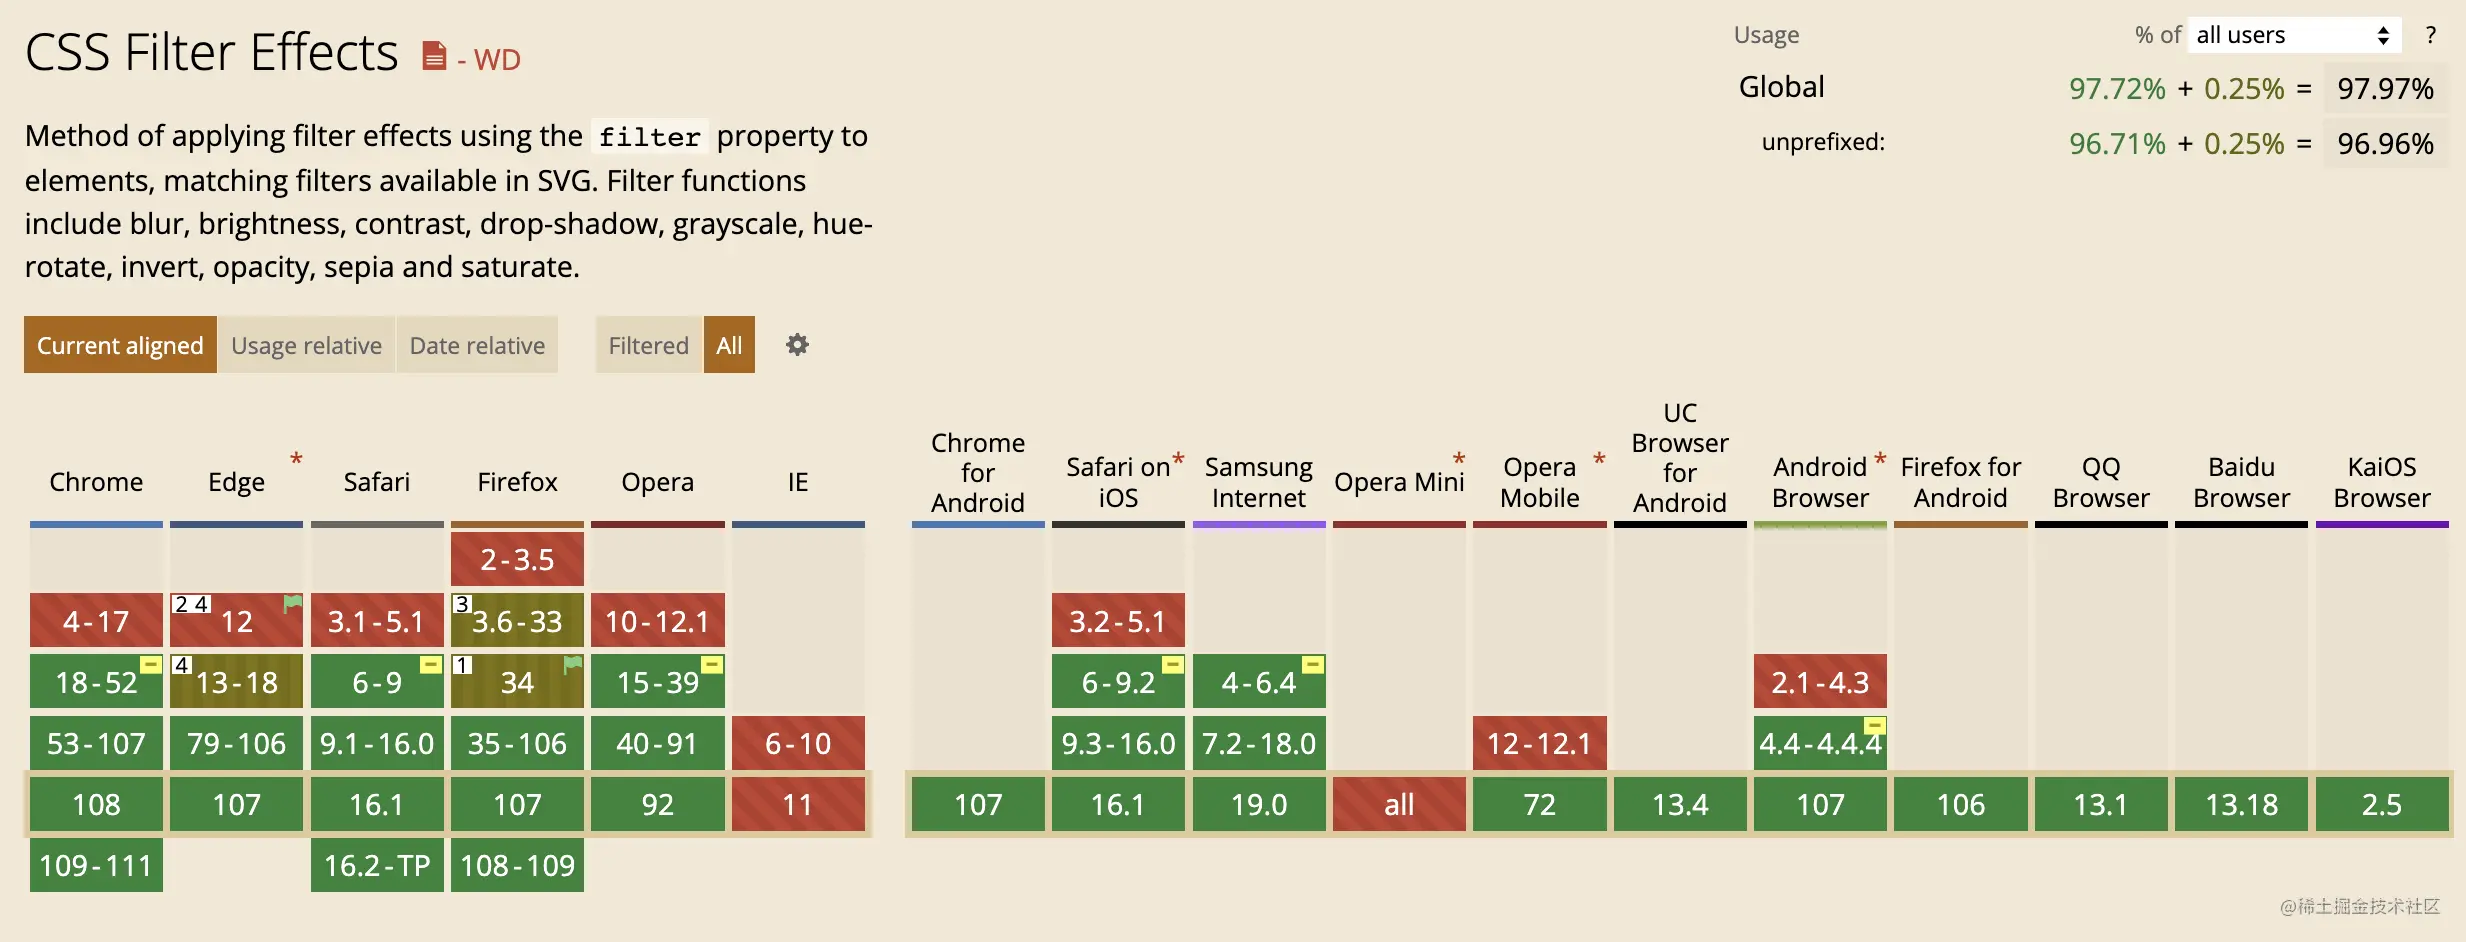 CSS Filter Effects - WD
Usage % of all users ?
Global 97.72% + 0.25% = 97.97%
unprefixed: 96.71% + 0.25% = 96.96%
Method of applying filter effects using the filter property to
elements, matching filters available in SVG. Filter functions
include blur, brightness, contrast, drop-shadow, grayscale, hue-
rotate, invert, opacity, sepia and saturate.
Current aligned Usage relative Date relative Filtered All
Chrome
Edge *
Safari
Firefox
Opera
IE
Chrome
for
Android
Safari on *
iOS
Samsung
Internet
Opera Mini *
Opera *
Mobile
UC
Browser
for
Android
Android *
Browser
Firefox for
Android
QQ
Browser
Baidu
Browser
KaiOS
Browser
2-3.5
4-17 2 4 12 3.1-5.1 3 3.6-33 10-12.1 3.2-5.1
18-52 4 13-18 6-9 1 34 15-39 6-9.2 4-6.4 2.1-4.3
53-107 79-106 9.1-16.0 35-106 40-91 6-10 9.3-16.0 7.2-18.0 12-12.1 4.4-4.4.4
108 107 16.1 107 92 11 107 16.1 19.0 all 72 13.4 107 106 13.1 13.18 2.5
109-111 16.2-TP 108-109
@稀土掘金技术社区